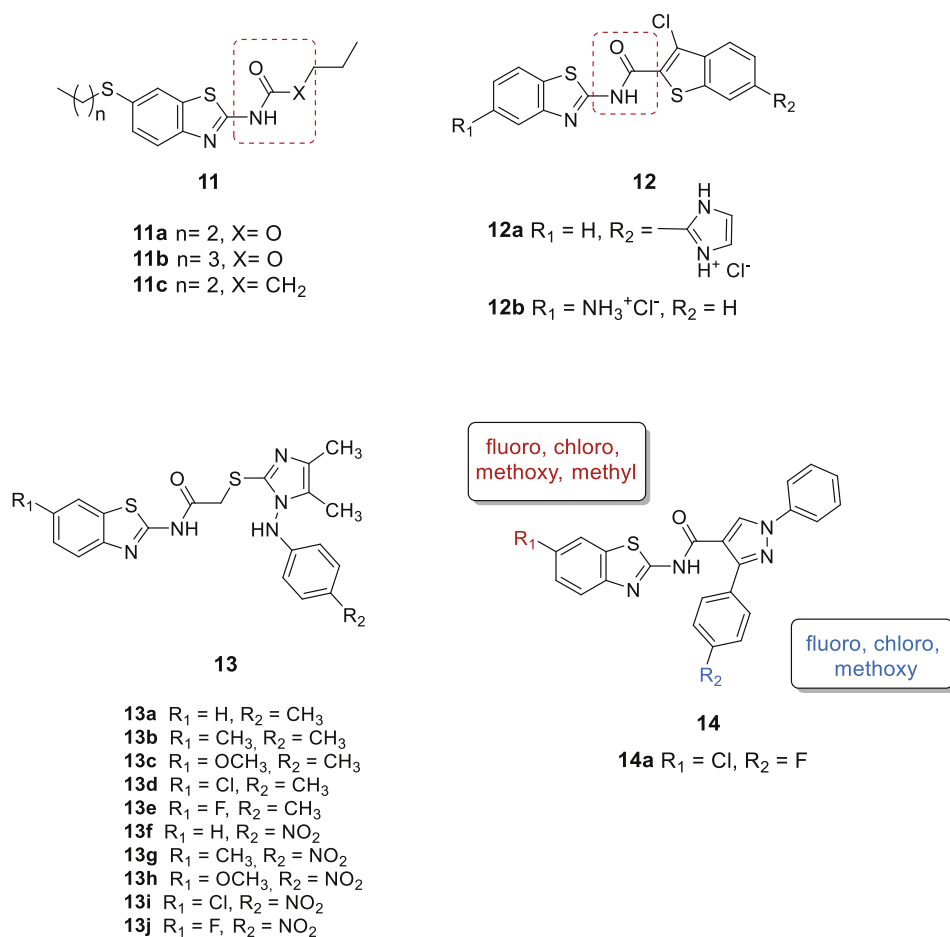 S
( )n
S
N
NH
O
X
11
11a n= 2, X= O
11b n= 3, X= O
11c n= 2, X= CH₂
Cl
O
S
N
NH
S
R₁
R₂
12
12a R₁ = H, R₂ =
H
N
N
H⁺ Cl⁻
12b R₁ = NH₃⁺Cl⁻, R₂ = H
R₁
S
N
NH
O
S
N
N
CH₃
CH₃
HN
R₂
13
13a R₁ = H, R₂ = CH₃
13b R₁ = CH₃, R₂ = CH₃
13c R₁ = OCH₃, R₂ = CH₃
13d R₁ = Cl, R₂ = CH₃
13e R₁ = F, R₂ = CH₃
13f R₁ = H, R₂ = NO₂
13g R₁ = CH₃, R₂ = NO₂
13h R₁ = OCH₃, R₂ = NO₂
13i R₁ = Cl, R₂ = NO₂
13j R₁ = F, R₂ = NO₂
fluoro, chloro,
methoxy, methyl
R₁
S
N
NH
O
N
N
R₂
fluoro, chloro,
methoxy
14
14a R₁ = Cl, R₂ = F